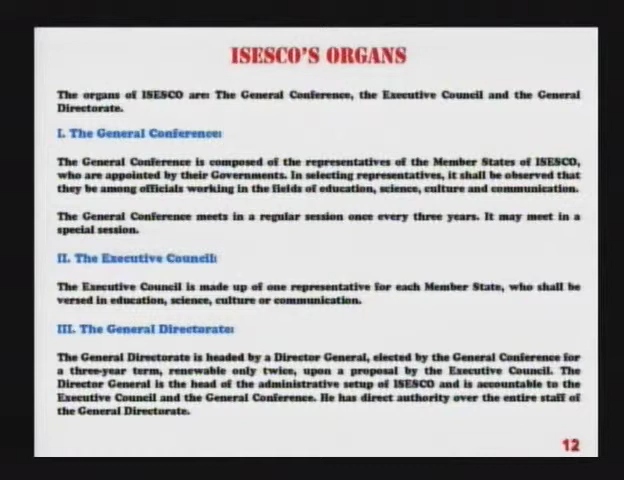 ISESCO'S ORGANS
The organs of ISESCO are: The General Conference, the Executive Council and the General
Directorate.
I. The General Conference:
The General Conference is composed of the representatives of the Member States of ISESCO,
who are appointed by their Governments. In selecting representatives, it shall be observed that
they be among officials working in the fields of education, science, culture and communication.
The General Conference meets in a regular session once every three years. It may meet in a
special session.
II. The Executive Council:
The Executive Council is made up of one representative for each Member State, who shall be
versed in education, science, culture or communication.
III. The General Directorate:
The General Directorate is headed by a Director General, elected by the General Conference for
a three-year term, renewable only twice, upon a proposal by the Executive Council. The
Director General is the head of the administrative setup of ISESCO and is accountable to the
Executive Council and the General Conference. He has direct authority over the entire staff of
the General Directorate.
12